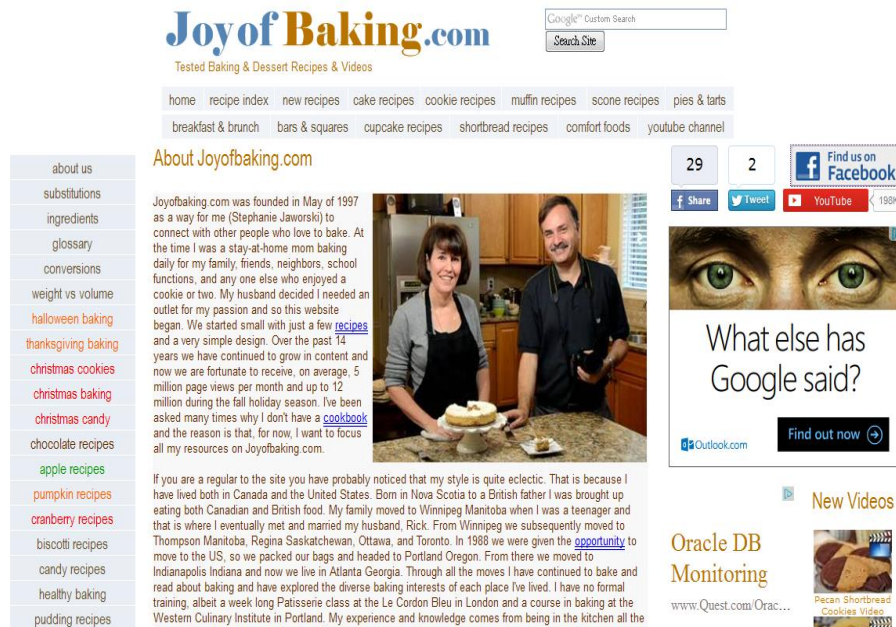 JoyofBaking.com
Tested Baking & Dessert Recipes & Videos
Google™ Custom Search
Search Site
home recipe index new recipes cake recipes cookie recipes muffin recipes scone recipes pies & tarts
breakfast & brunch bars & squares cupcake recipes shortbread recipes comfort foods youtube channel
about us
substitutions
ingredients
glossary
conversions
weight vs volume
halloween baking
thanksgiving baking
christmas cookies
christmas baking
christmas candy
chocolate recipes
apple recipes
pumpkin recipes
cranberry recipes
biscotti recipes
candy recipes
healthy baking
pudding recipes
About Joyofbaking.com
Joyofbaking.com was founded in May of 1997
as a way for me (Stephanie Jaworski) to
connect with other people who love to bake. At
the time I was a stay-at-home mom baking
daily for my family, friends, neighbors, school
functions, and any one else who enjoyed a
cookie or two. My husband decided I needed an
outlet for my passion and so this website
began. We started small with just a few recipes
and a very simple design. Over the past 14
years we have continued to grow in content and
now we are fortunate to receive, on average, 5
million page views per month and up to 12
million during the fall holiday season. I've been
asked many times why I don't have a cookbook
and the reason is that, for now, I want to focus
all my resources on Joyofbaking.com.
If you are a regular to the site you have probably noticed that my style is quite eclectic. That is because I
have lived both in Canada and the United States. Born in Nova Scotia to a British father I was brought up
eating both Canadian and British food. My family moved to Winnipeg Manitoba when I was a teenager and
that is where I eventually met and married my husband, Rick. From Winnipeg we subsequently moved to
Thompson Manitoba, Regina Saskatchewan, Ottawa, and Toronto. In 1988 we were given the opportunity to
move to the US, so we packed our bags and headed to Portland Oregon. From there we moved to
Indianapolis Indiana and now we live in Atlanta Georgia. Through all the moves I have continued to bake and
read about baking and have explored the diverse baking interests of each place I've lived. I have no formal
training, albeit a week long Patisserie class at the Le Cordon Bleu in London and a course in baking at the
Western Culinary Institute in Portland. My experience and knowledge comes from being in the kitchen all the
29 2
Find us on
Facebook
Share Tweet YouTube 198K
What else has
Google said?
Outlook.com
Find out now
New Videos
Oracle DB
Monitoring
www.Quest.com/Orac...
Pecan Shortbread
Cookies Video